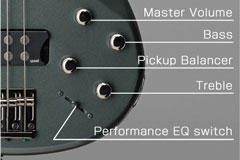 Master Volume
Bass
Pickup Balancer
Treble
Performance EQ switch